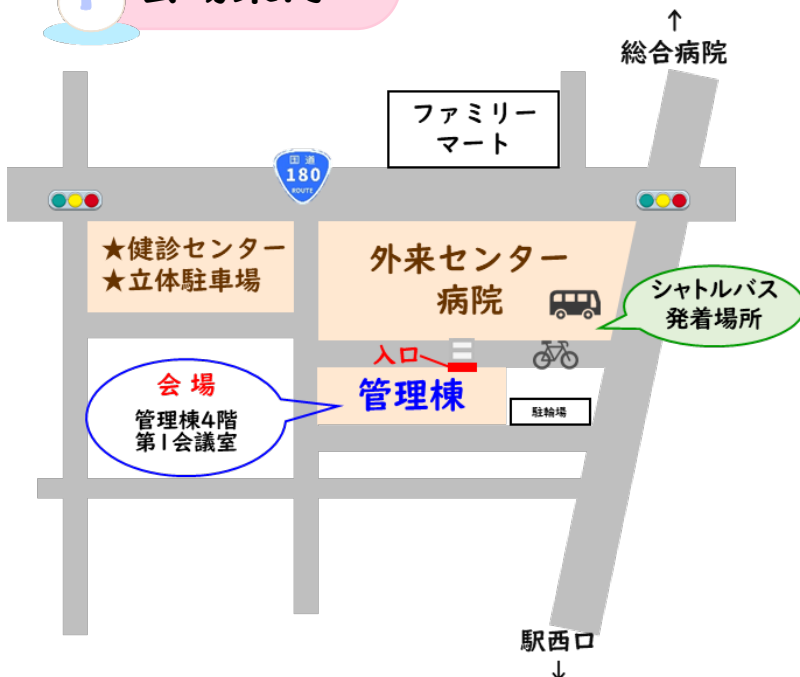 ↑
総合病院
ファミリー
マート
国道
180
ROUTE
★健診センター
★立体駐車場
外来センター
病院
シャトルバス
発着場所
入口
会場
管理棟4階
第1会議室
管理棟
駐輪場
駅西口
↓